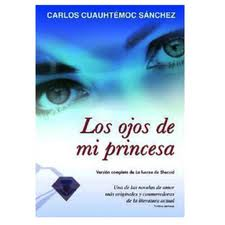 CARLOS CUAUHTÉMOC SÁNCHEZ
Los ojos de
mi princesa
Versión completa de La fuerza de Sheccid
Una de las novelas de amor
más originales y conmovedoras
de la literatura actual